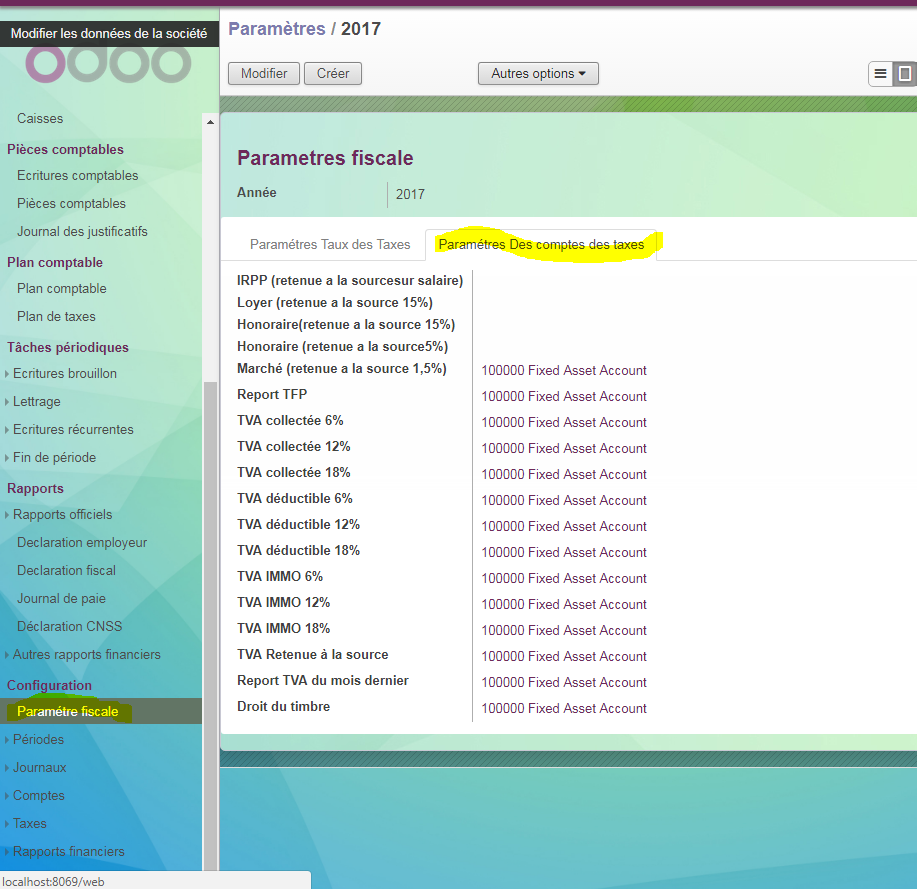 Modifier les données de la société
odoo
Caisses
Pièces comptables
Ecritures comptables
Pièces comptables
Journal des justificatifs
Plan comptable
Plan comptable
Plan de taxes
Tâches périodiques
Ecritures brouillon
Lettrage
Ecritures récurrentes
Fin de période
Rapports
Rapports officiels
Declaration employeur
Declaration fiscal
Journal de paie
Déclaration CNSS
Autres rapports financiers
Configuration
Paramétre fiscale
Périodes
Journaux
Comptes
Taxes
Rapports financiers
localhost:8069/web
Paramètres / 2017
Modifier Créer Autres options
Parametres fiscale
Année 2017
Paramétres Taux des Taxes Paramétres Des comptes des taxes
IRPP (retenue a la sourcesur salaire)
Loyer (retenue a la source 15%)
Honoraire(retenue a la source 15%)
Honoraire (retenue a la source5%)
Marché (retenue a la source 1,5%) 100000 Fixed Asset Account
Report TFP 100000 Fixed Asset Account
TVA collectée 6% 100000 Fixed Asset Account
TVA collectée 12% 100000 Fixed Asset Account
TVA collectée 18% 100000 Fixed Asset Account
TVA déductible 6% 100000 Fixed Asset Account
TVA déductible 12% 100000 Fixed Asset Account
TVA déductible 18% 100000 Fixed Asset Account
TVA IMMO 6% 100000 Fixed Asset Account
TVA IMMO 12% 100000 Fixed Asset Account
TVA IMMO 18% 100000 Fixed Asset Account
TVA Retenue à la source 100000 Fixed Asset Account
Report TVA du mois dernier 100000 Fixed Asset Account
Droit du timbre 100000 Fixed Asset Account